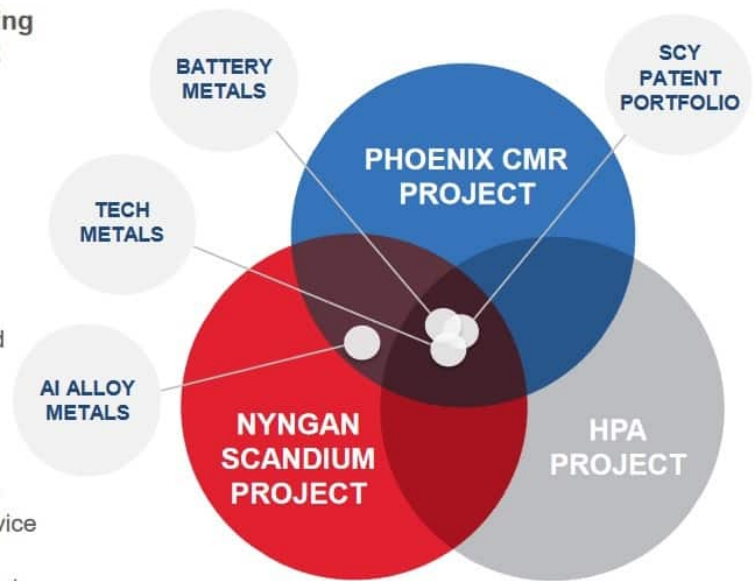 ing
BATTERY
METALS
SCY
PATENT
PORTFOLIO
PHOENIX CMR
PROJECT
TECH
METALS
AI ALLOY
METALS
NYNGAN
SCANDIUM
PROJECT
HPA
PROJECT
vice